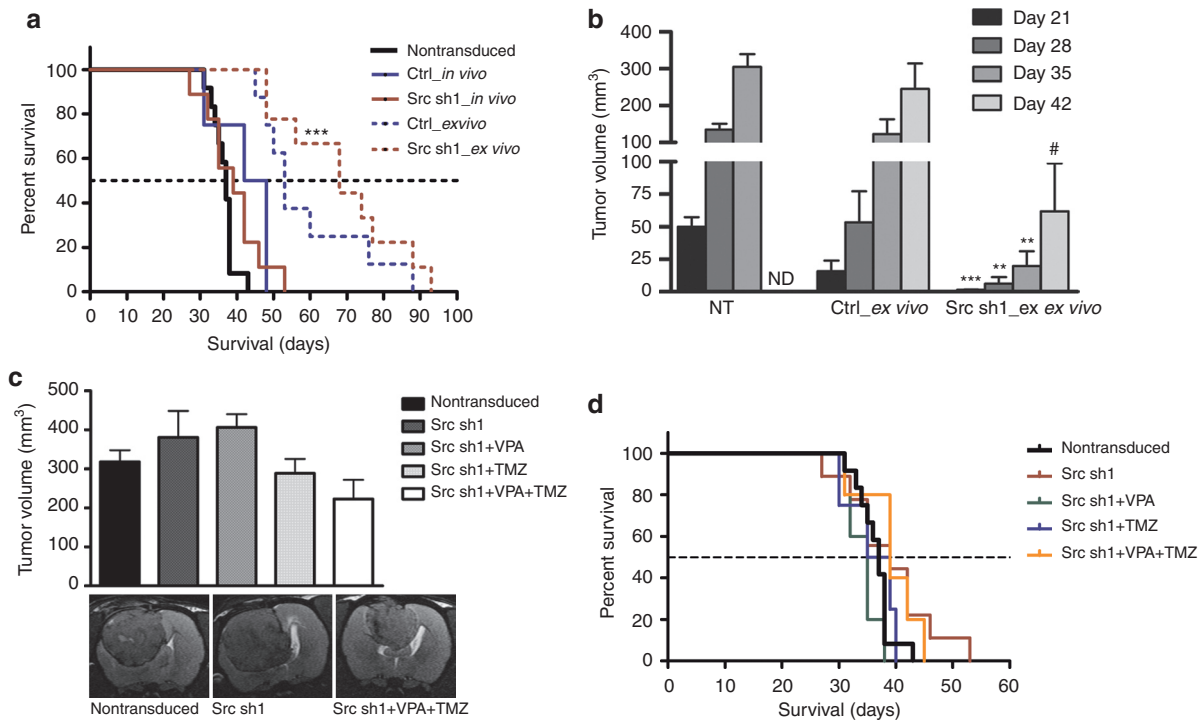 a
Percent survival
100
80
60
40
20
0
0 10 20 30 40 50 60 70 80 90 100
Survival (days)
***
Nontransduced
Ctrl_in vivo
Src sh1_in vivo
Ctrl_exvivo
Src sh1_ex vivo
b
Tumor volume (mm3)
400
300
200
100
100
75
50
25
0
ND
***
**
**
#
NT
Ctrl_ex vivo
Src sh1_ex ex vivo
Day 21
Day 28
Day 35
Day 42
c
Tumor volume (mm3)
500
400
300
200
100
0
Nontransduced
Src sh1
Src sh1+VPA
Src sh1+TMZ
Src sh1+VPA+TMZ
Nontransduced
Src sh1
Src sh1+VPA+TMZ
d
Percent survival
100
80
60
40
20
0
0 10 20 30 40 50 60
Survival (days)
Nontransduced
Src sh1
Src sh1+VPA
Src sh1+TMZ
Src sh1+VPA+TMZ